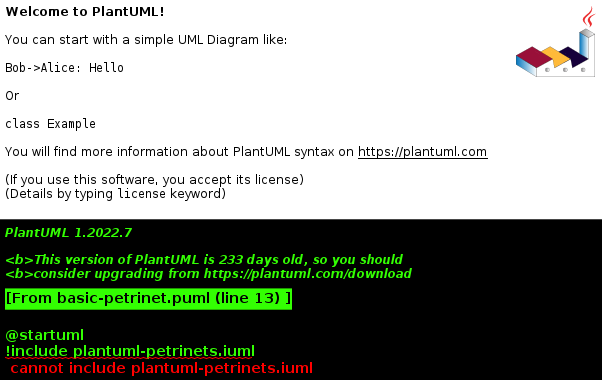 Welcome to PlantUML!
You can start with a simple UML Diagram like:
Bob->Alice: Hello
Or
class Example
You will find more information about PlantUML syntax on https://plantuml.com
(If you use this software, you accept its license)
(Details by typing license keyword)
PlantUML 1.2022.7
<b>This version of PlantUML is 233 days old, so you should
<b>consider upgrading from https://plantuml.com/download
[From basic-petrinet.puml (line 13) ]
@startuml
!include plantuml-petrinets.iuml
cannot include plantuml-petrinets.iuml